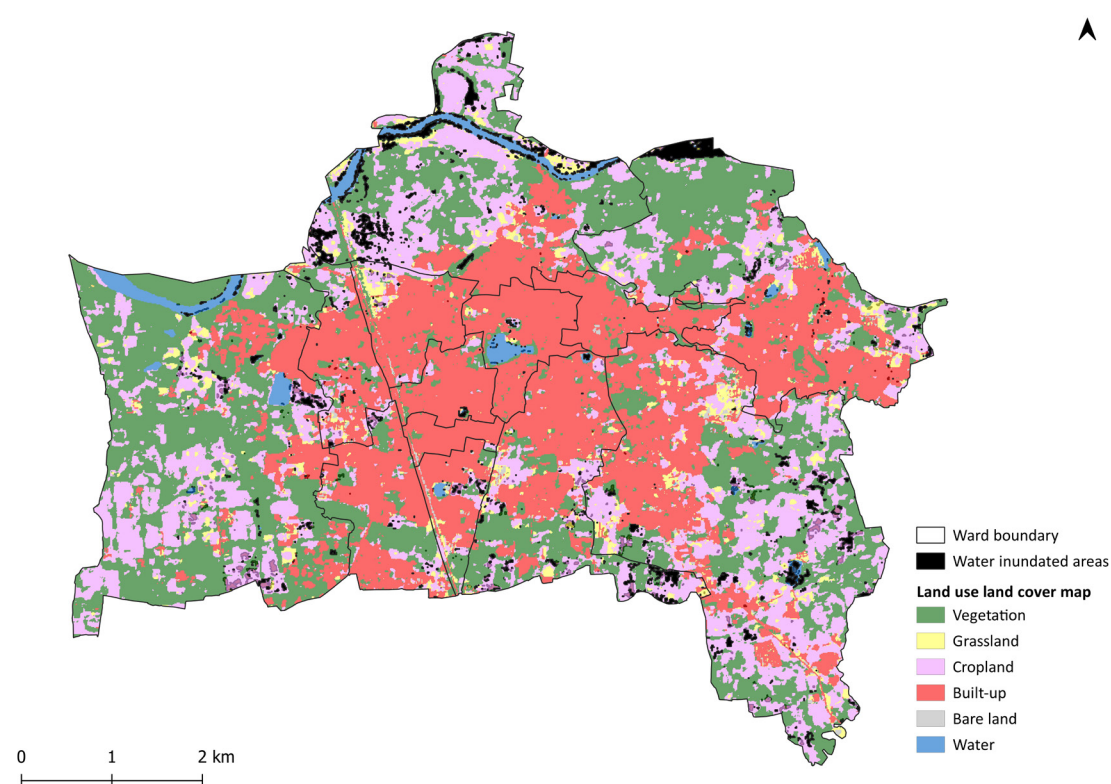 Ward boundary
Water inundated areas
Land use land cover map
Vegetation
Grassland
Cropland
Built-up
Bare land
Water
0 1 2 km